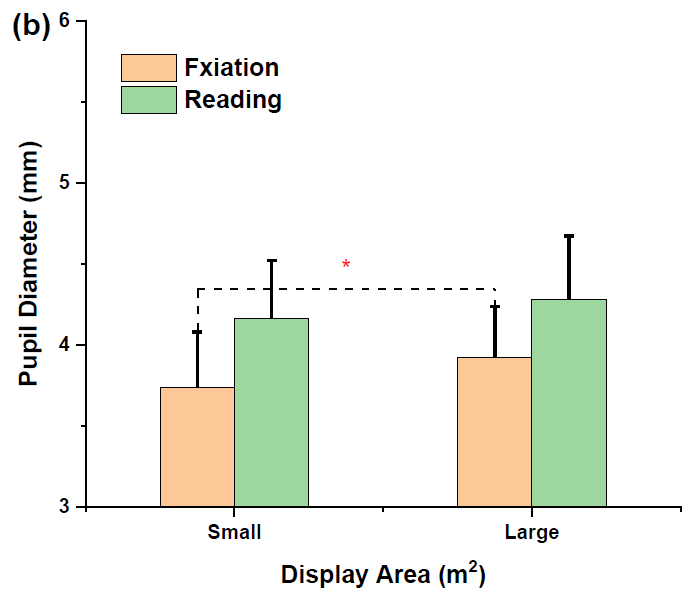 (b)
6
Fxiation
Reading
5
4
3
*
Pupil Diameter (mm)
Small Large
Display Area (m²)